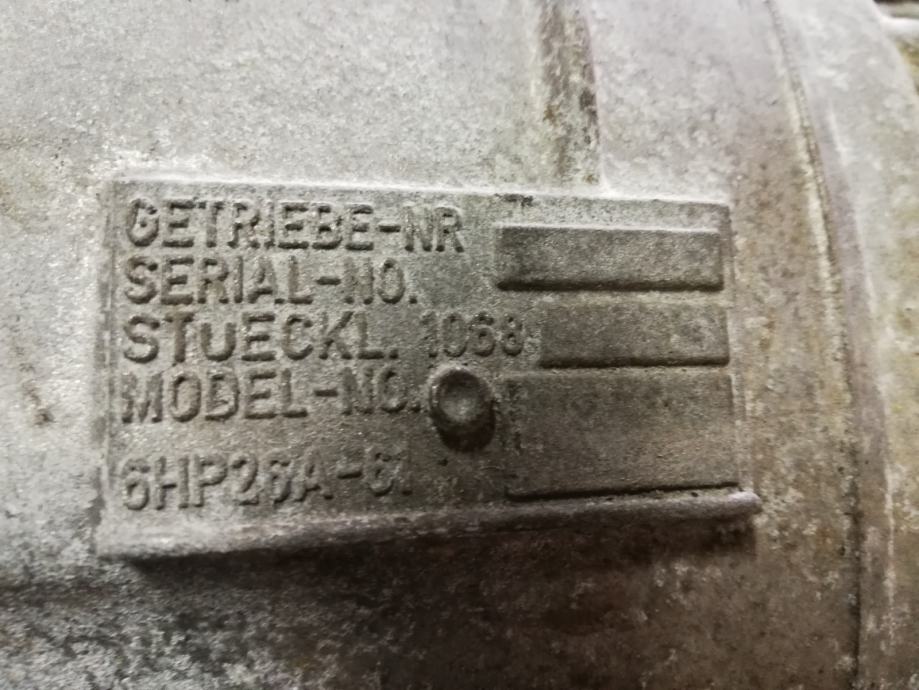 GETRIEBE-NR
SERIAL-NO.
STUECKL. 1068
MODEL-NO.
6HP26A-61